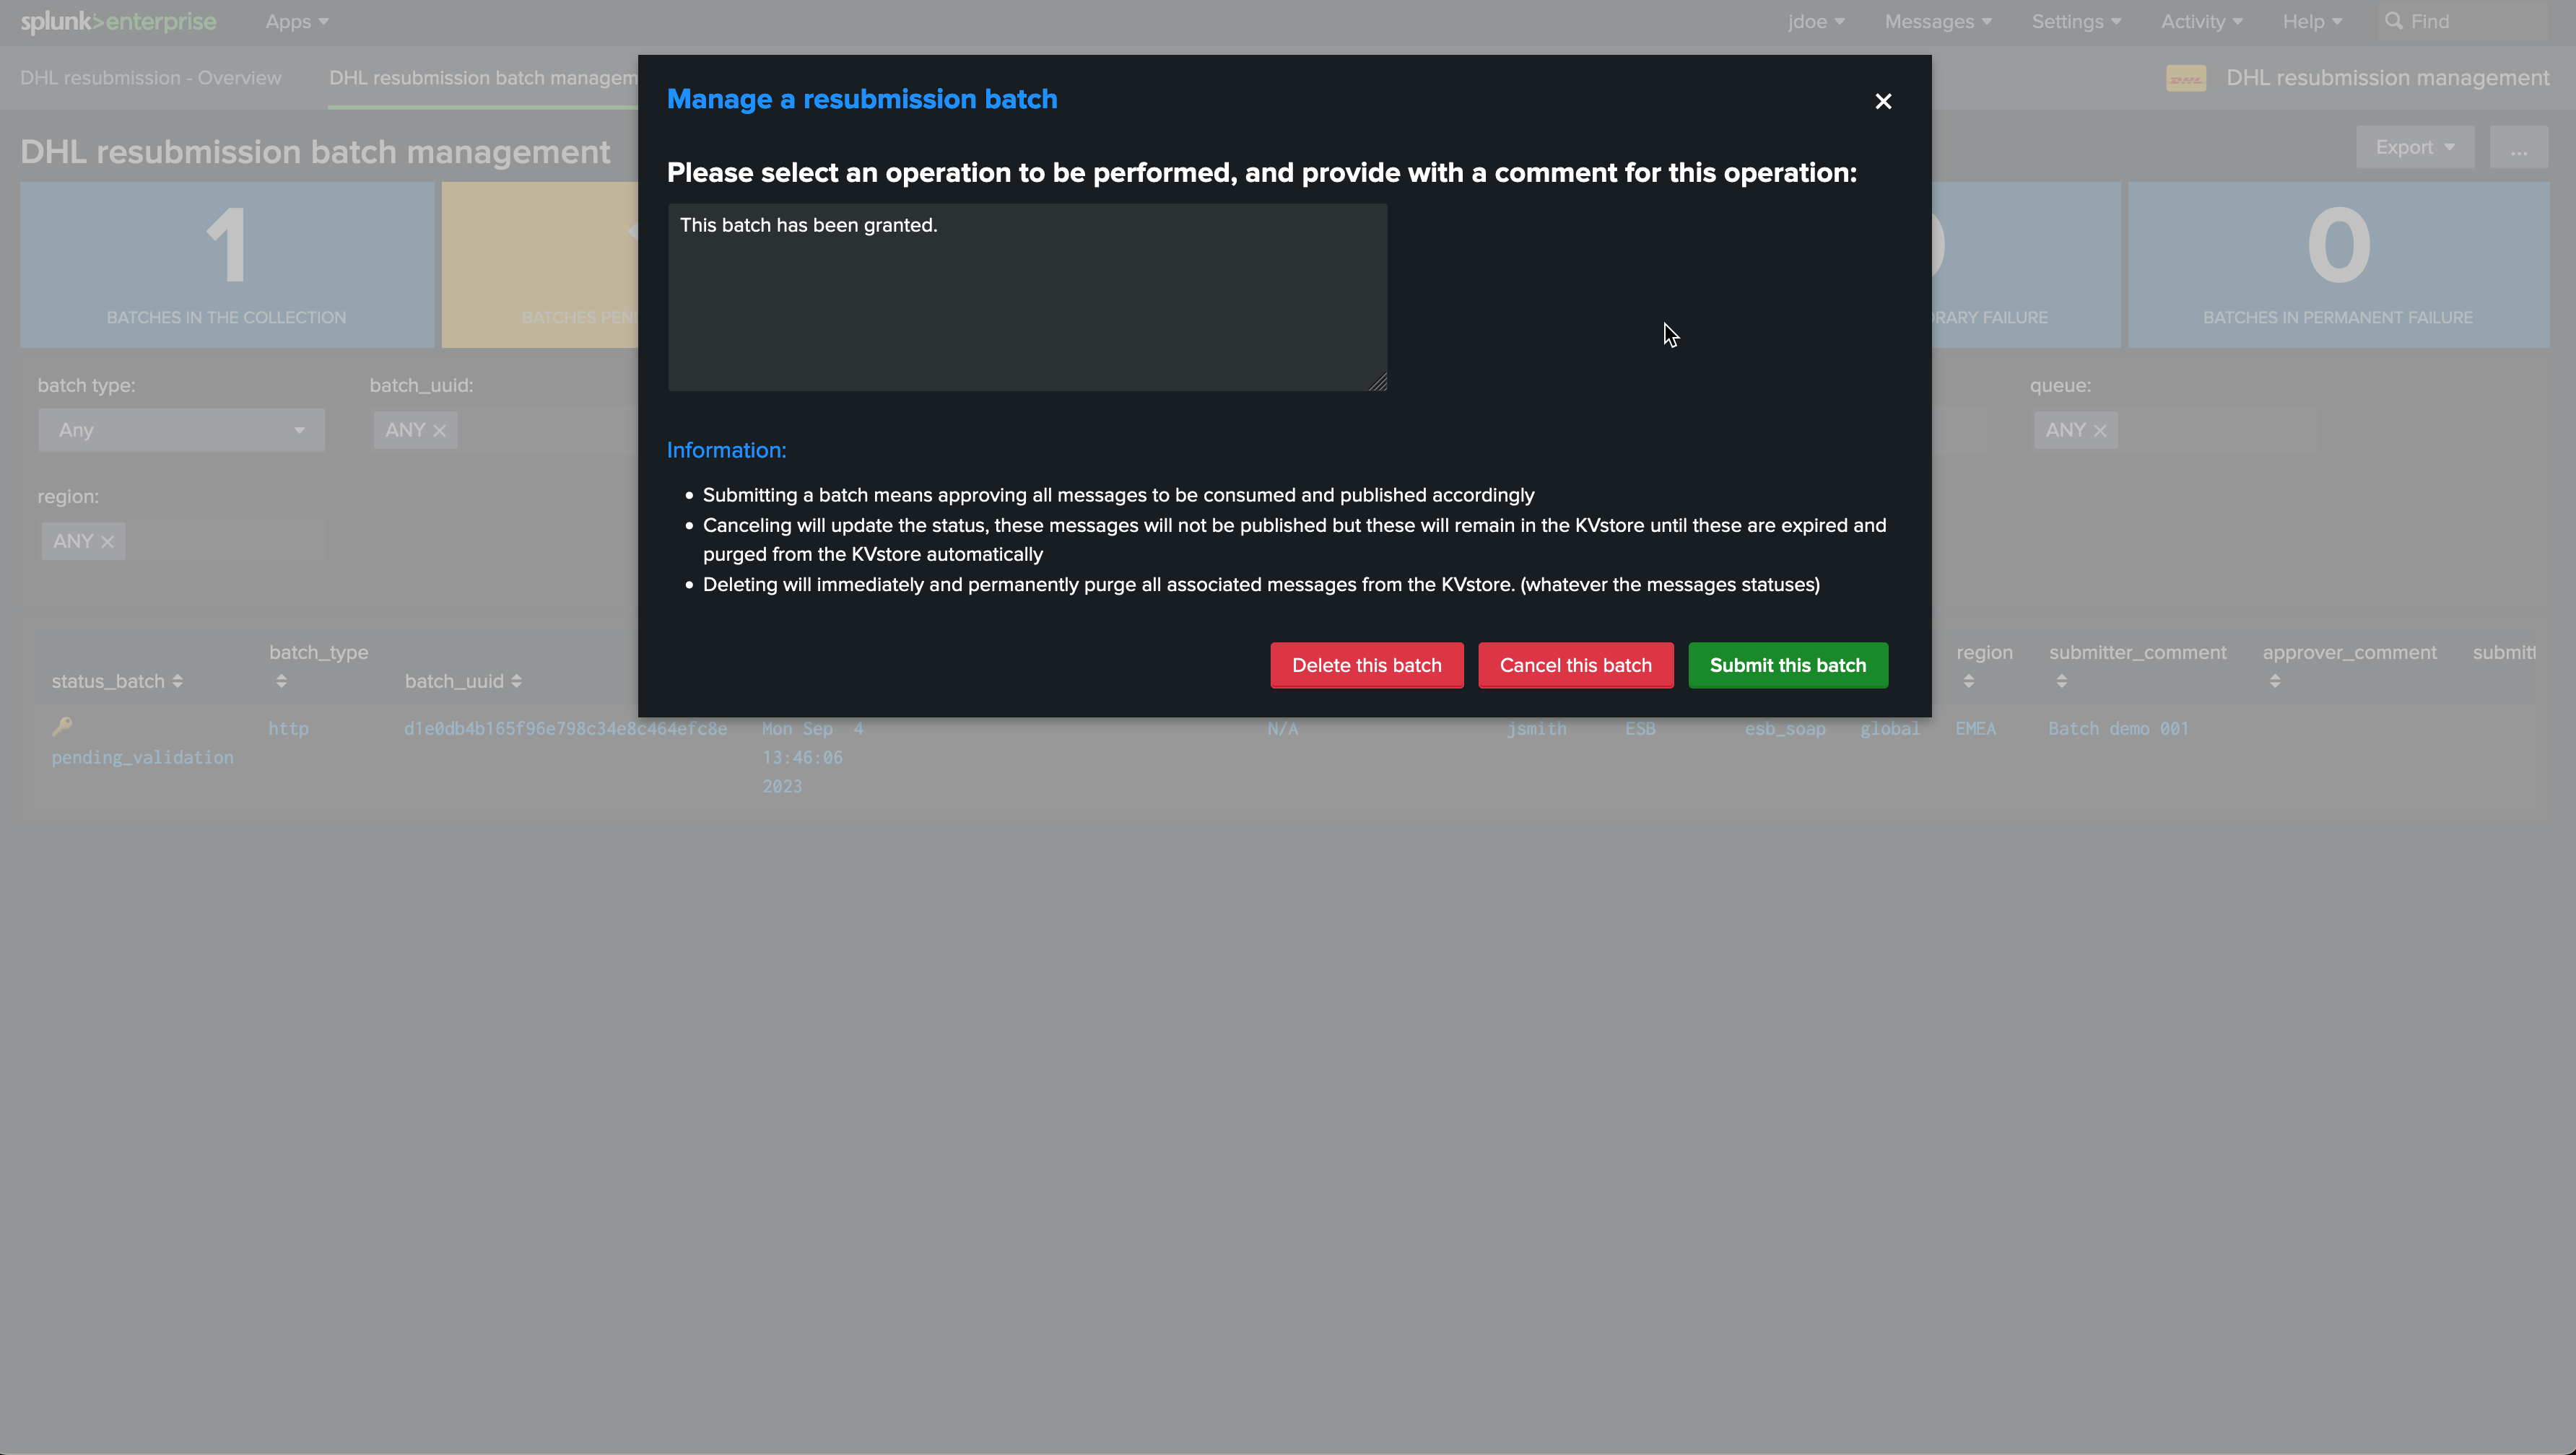 splunk>enterprise Apps jdoe Messages Settings Activity Help Find
DHL resubmission - Overview DHL resubmission batch managem DHL DHL resubmission management
Manage a resubmission batch
DHL resubmission batch management Export ...
Please select an operation to be performed, and provide with a comment for this operation:
This batch has been granted.
1 0
BATCHES IN THE COLLECTION BATCHES PEN RARY FAILURE BATCHES IN PERMANENT FAILURE
batch type: batch_uuid: queue:
Any ANY ANY
Information:
region:
ANY
• Submitting a batch means approving all messages to be consumed and published accordingly
• Canceling will update the status, these messages will not be published but these will remain in the KVstore until these are expired and
purged from the KVstore automatically
• Deleting will immediately and permanently purge all associated messages from the KVstore. (whatever the messages statuses)
Delete this batch Cancel this batch Submit this batch
status_batch batch_type batch_uuid region submitter_comment approver_comment submitt
pending_validation http d1e0db4b165f96e798c34e8c464efc8e Mon Sep 4 N/A jsmith ESB esb_soap global EMEA Batch demo 001
13:46:06
2023